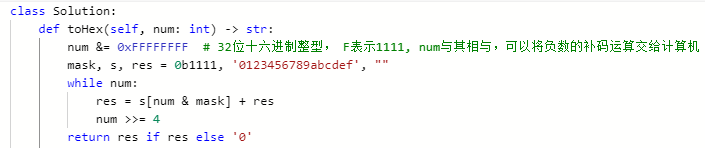 class Solution:
    def toHex(self, num: int) -> str:
        num &= 0xFFFFFFFF  # 32位十六进制整型， F表示1111, num与其相与，可以将负数的补码运算交给计算机
        mask, s, res = 0b1111, '0123456789abcdef', ""
        while num:
            res = s[num & mask] + res
            num >>= 4
        return res if res else '0'